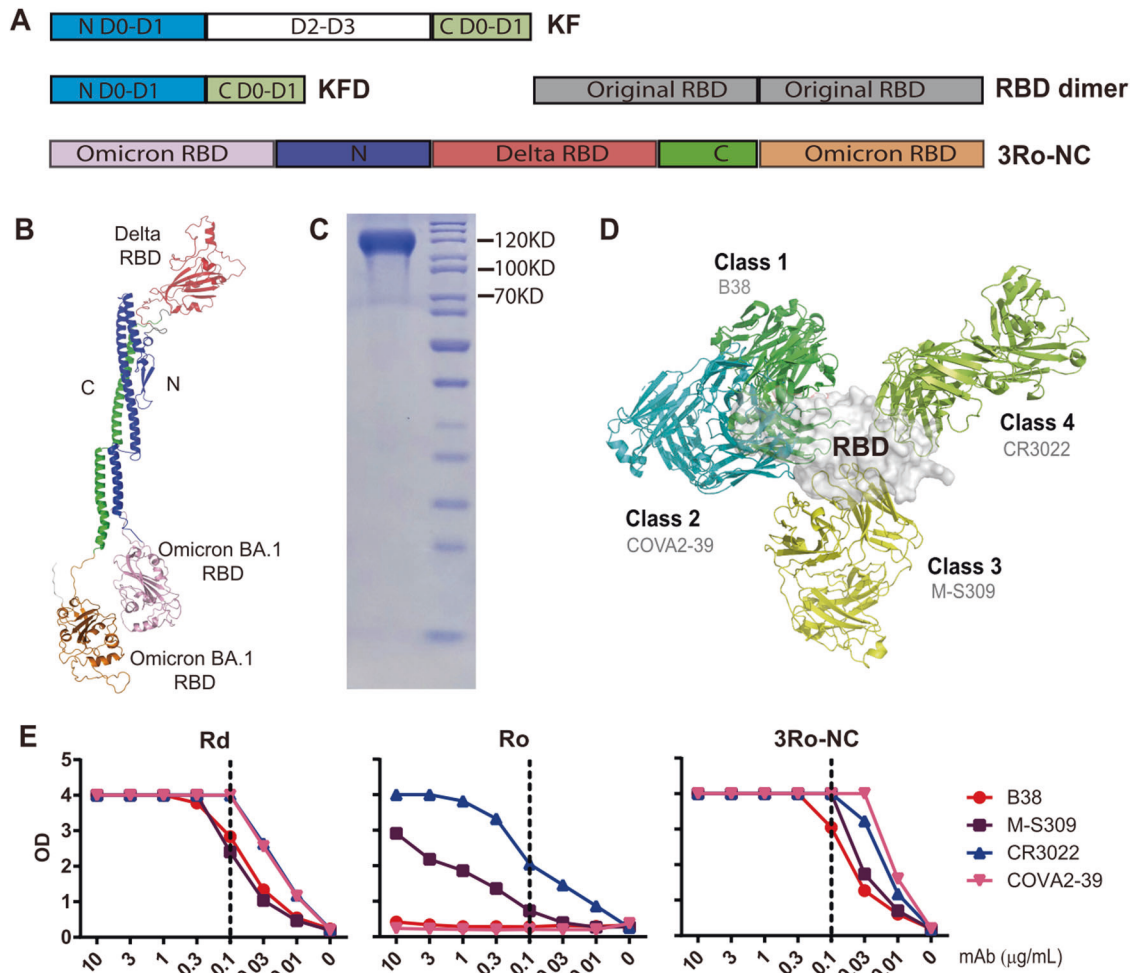 A
N D0-D1 D2-D3 C D0-D1 KF
N D0-D1 C D0-D1 KFD Original RBD Original RBD RBD dimer
Omicron RBD N Delta RBD C Omicron RBD 3Ro-NC
B
Delta
RBD
C N
Omicron BA.1
RBD
Omicron BA.1
RBD
C
120KD
100KD
70KD
D
Class 1
B38
Class 4
CR3022
RBD
Class 2
COVA2-39
Class 3
M-S309
E
Rd Ro 3Ro-NC
OD
5
4
3
2
1
0
10 3 1 0.3 0.1 0.03 0.01 0
10 3 1 0.3 0.1 0.03 0.01 0
10 3 1 0.3 0.1 0.03 0.01 0
mAb (μg/mL)
B38
M-S309
CR3022
COVA2-39